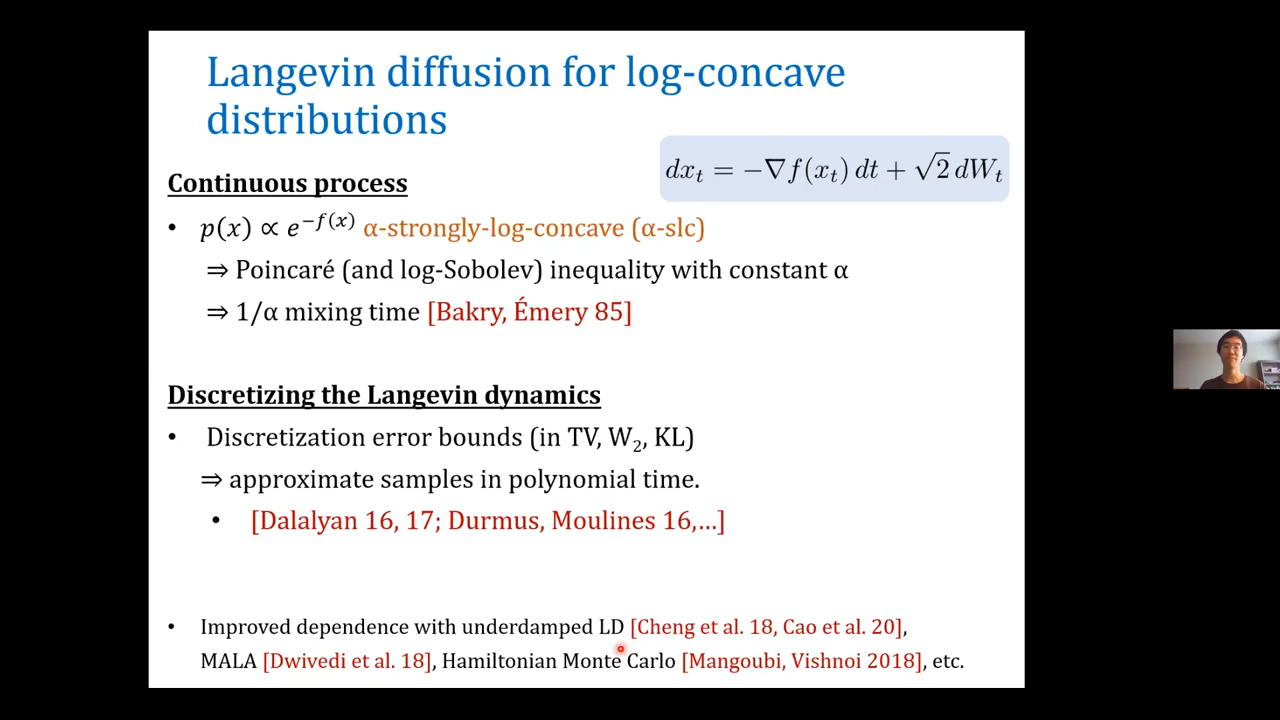 Langevin diffusion for log-concave
distributions
dx_t = −∇f(x_t) dt + √2 dW_t
Continuous process
• p(x) ∝ e^{−f(x)} α-strongly-log-concave (α-slc)
⇒ Poincaré (and log-Sobolev) inequality with constant α
⇒ 1/α mixing time [Bakry, Émery 85]
Discretizing the Langevin dynamics
• Discretization error bounds (in TV, W₂, KL)
⇒ approximate samples in polynomial time.
• [Dalalyan 16, 17; Durmus, Moulines 16,…]
• Improved dependence with underdamped LD [Cheng et al. 18, Cao et al. 20],
MALA [Dwivedi et al. 18], Hamiltonian Monte Carlo [Mangoubi, Vishnoi 2018], etc.